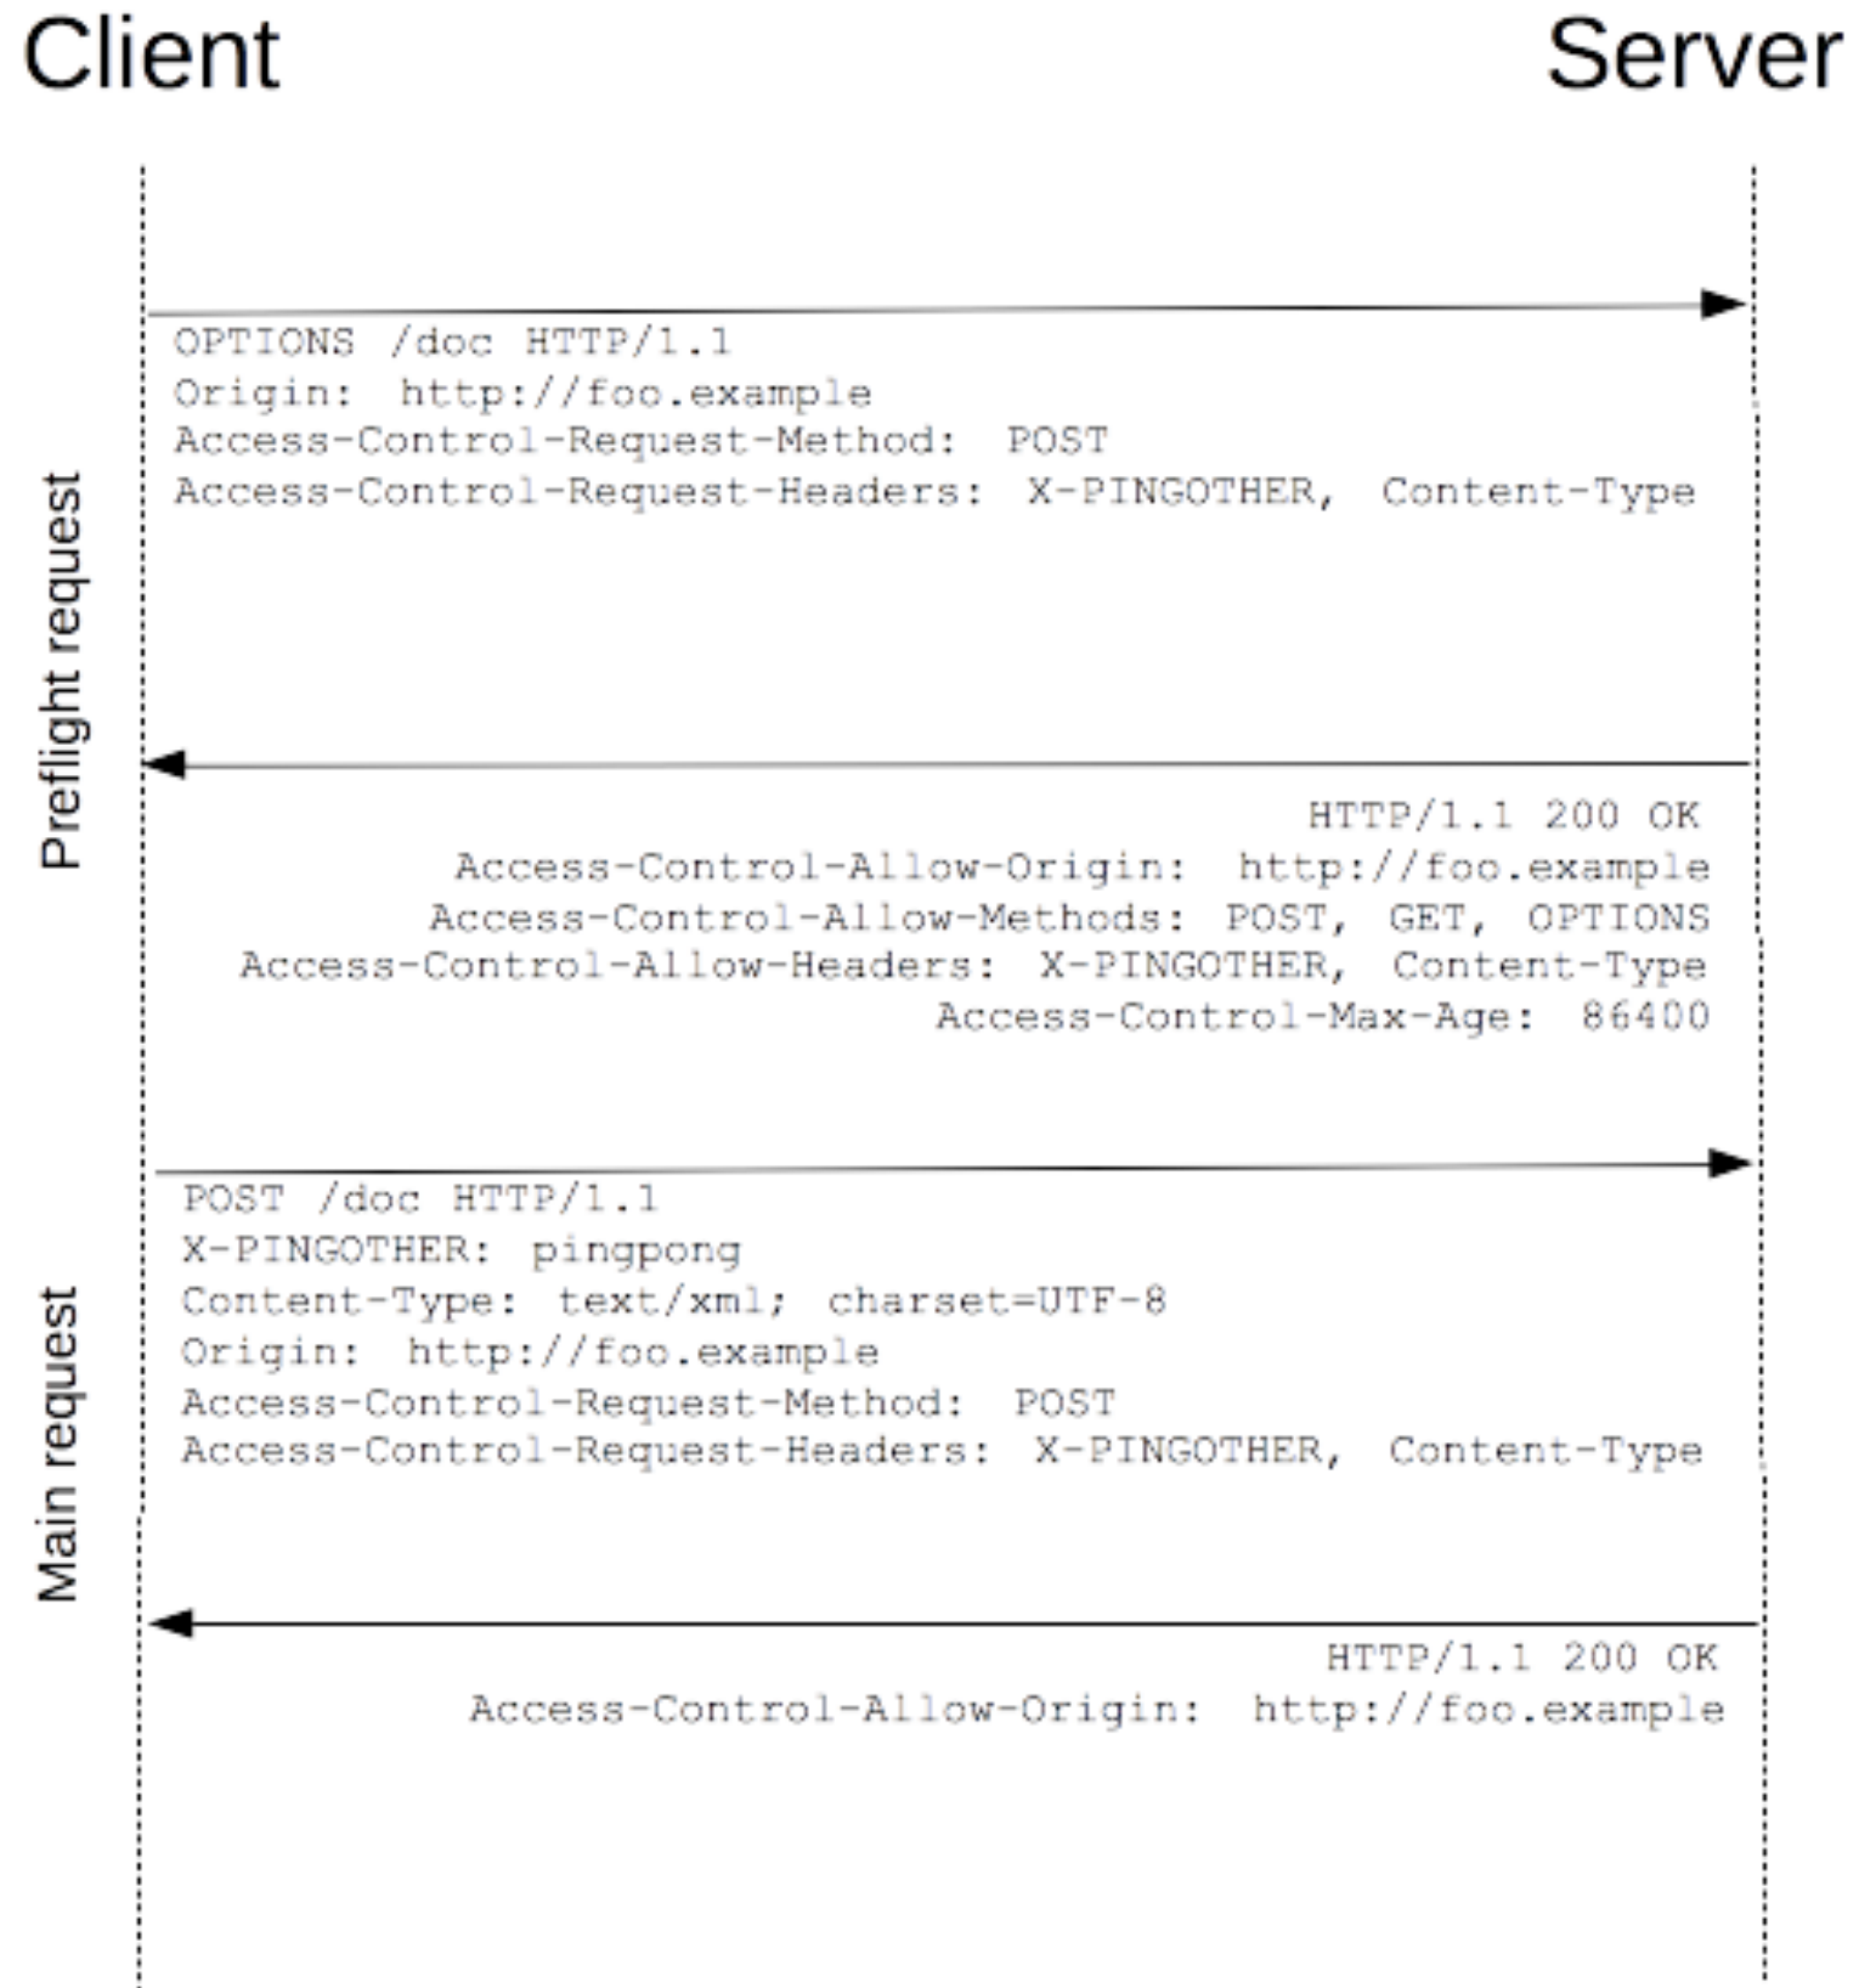 Client
Server
Preflight request
OPTIONS /doc HTTP/1.1
Origin: http://foo.example
Access-Control-Request-Method: POST
Access-Control-Request-Headers: X-PINGOTHER, Content-Type
HTTP/1.1 200 OK
Access-Control-Allow-Origin: http://foo.example
Access-Control-Allow-Methods: POST, GET, OPTIONS
Access-Control-Allow-Headers: X-PINGOTHER, Content-Type
Access-Control-Max-Age: 86400
Main request
POST /doc HTTP/1.1
X-PINGOTHER: pingpong
Content-Type: text/xml; charset=UTF-8
Origin: http://foo.example
Access-Control-Request-Method: POST
Access-Control-Request-Headers: X-PINGOTHER, Content-Type
HTTP/1.1 200 OK
Access-Control-Allow-Origin: http://foo.example